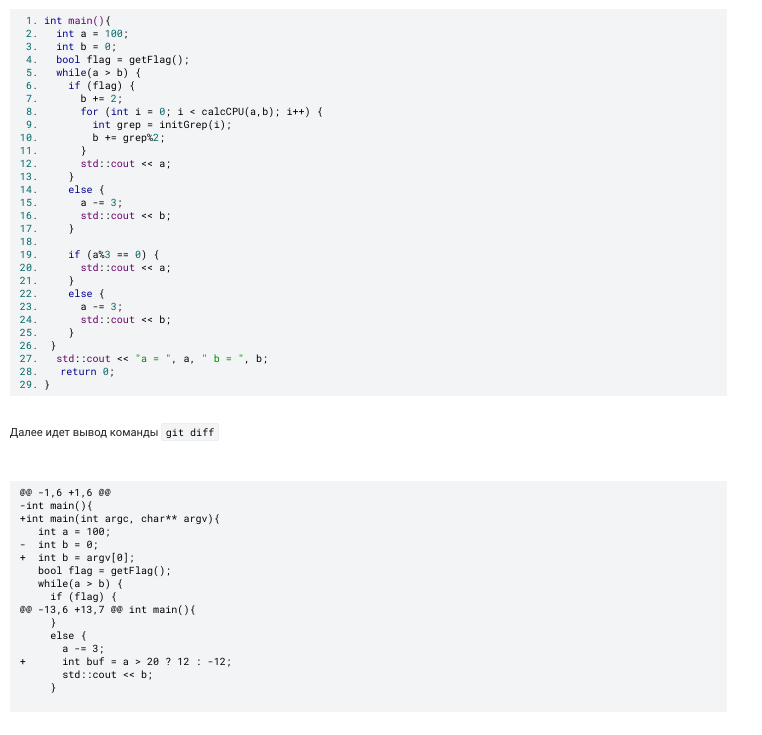 1. int main(){
2.   int a = 100;
3.   int b = 0;
4.   bool flag = getFlag();
5.   while(a > b) {
6.     if (flag) {
7.       b += 2;
8.       for (int i = 0; i < calcCPU(a,b); i++) {
9.         int grep = initGrep(i);
10.         b += grep%2;
11.       }
12.       std::cout << a;
13.     }
14.     else {
15.       a -= 3;
16.       std::cout << b;
17.     }
18.
19.     if (a%3 == 0) {
20.       std::cout << a;
21.     }
22.     else {
23.       a -= 3;
24.       std::cout << b;
25.     }
26.  }
27.   std::cout << "a = ", a, " b = ", b;
28.    return 0;
29. }
Далее идет вывод команды git diff
@@ -1,6 +1,6 @@
-int main(){
+int main(int argc, char** argv){
   int a = 100;
-  int b = 0;
+  int b = argv[0];
   bool flag = getFlag();
   while(a > b) {
     if (flag) {
@@ -13,6 +13,7 @@ int main(){
     }
     else {
       a -= 3;
+      int buf = a > 20 ? 12 : -12;
       std::cout << b;
     }